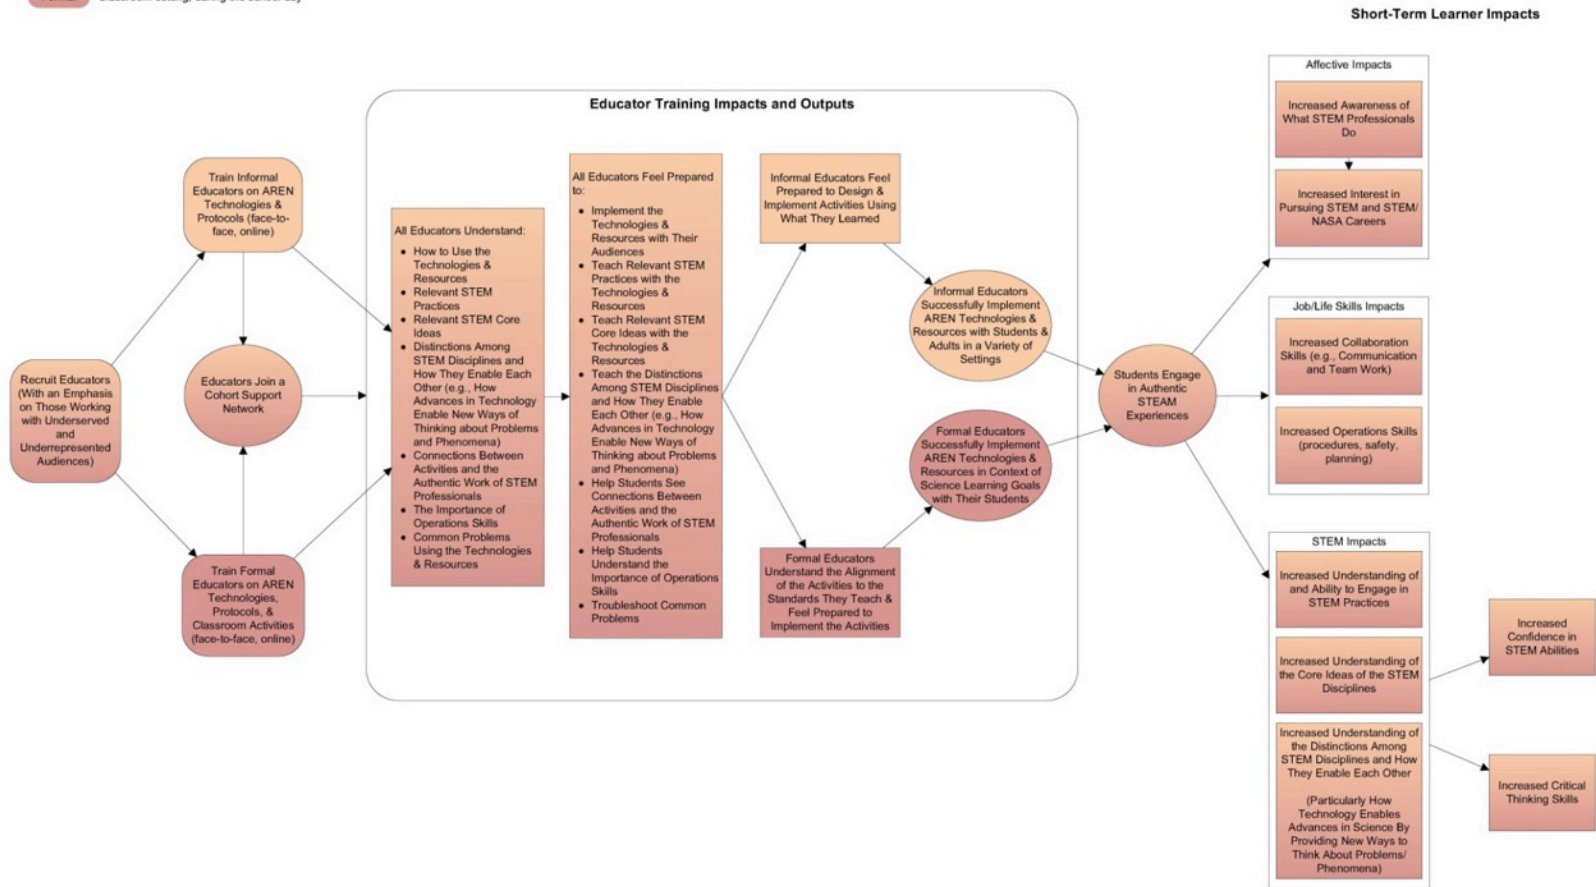 Formal
Classroom setting, during the school day
Short-Term Learner Impacts
Recruit Educators
(With an Emphasis
on Those Working
with Underserved
and
Underrepresented
Audiences)
Train Informal
Educators on AREN
Technologies &
Protocols (face-to-
face, online)
Educators Join a
Cohort Support
Network
Train Formal
Educators on AREN
Technologies,
Protocols, &
Classroom Activities
(face-to-face, online)
Educator Training Impacts and Outputs
All Educators Understand:
• How to Use the
Technologies &
Resources
• Relevant STEM
Practices
• Relevant STEM Core
Ideas
• Distinctions Among
STEM Disciplines and
How They Enable Each
Other (e.g., How
Advances in Technology
Enable New Ways of
Thinking about Problems
and Phenomena)
• Connections Between
Activities and the
Authentic Work of STEM
Professionals
• The Importance of
Operations Skills
• Common Problems
Using the Technologies
& Resources
All Educators Feel Prepared
to:
• Implement the
Technologies &
Resources with Their
Audiences
• Teach Relevant STEM
Practices with the
Technologies &
Resources
• Teach Relevant STEM
Core Ideas with the
Technologies &
Resources
• Teach the Distinctions
Among STEM Disciplines
and How They Enable
Each Other (e.g., How
Advances in Technology
Enable New Ways of
Thinking about Problems
and Phenomena)
• Help Students See
Connections Between
Activities and the
Authentic Work of STEM
Professionals
• Help Students
Understand the
Importance of Operations
Skills
• Troubleshoot Common
Problems
Informal Educators Feel
Prepared to Design &
Implement Activities Using
What They Learned
Informal Educators
Successfully Implement
AREN Technologies &
Resources with Students &
Adults in a Variety of
Settings
Formal Educators
Successfully Implement
AREN Technologies &
Resources in Context of
Science Learning Goals
with Their Students
Formal Educators
Understand the Alignment
of the Activities to the
Standards They Teach &
Feel Prepared to
Implement the Activities
Students Engage
in Authentic
STEAM
Experiences
Affective Impacts
Increased Awareness of
What STEM Professionals
Do
Increased Interest in
Pursuing STEM and STEM/
NASA Careers
Job/Life Skills Impacts
Increased Collaboration
Skills (e.g., Communication
and Team Work)
Increased Operations Skills
(procedures, safety,
planning)
STEM Impacts
Increased Understanding of
and Ability to Engage in
STEM Practices
Increased Understanding of
the Core Ideas of the STEM
Disciplines
Increased Understanding of
the Distinctions Among
STEM Disciplines and How
They Enable Each Other
(Particularly How
Technology Enables
Advances in Science By
Providing New Ways to
Think About Problems/
Phenomena)
Increased
Confidence in
STEM Abilities
Increased Critical
Thinking Skills